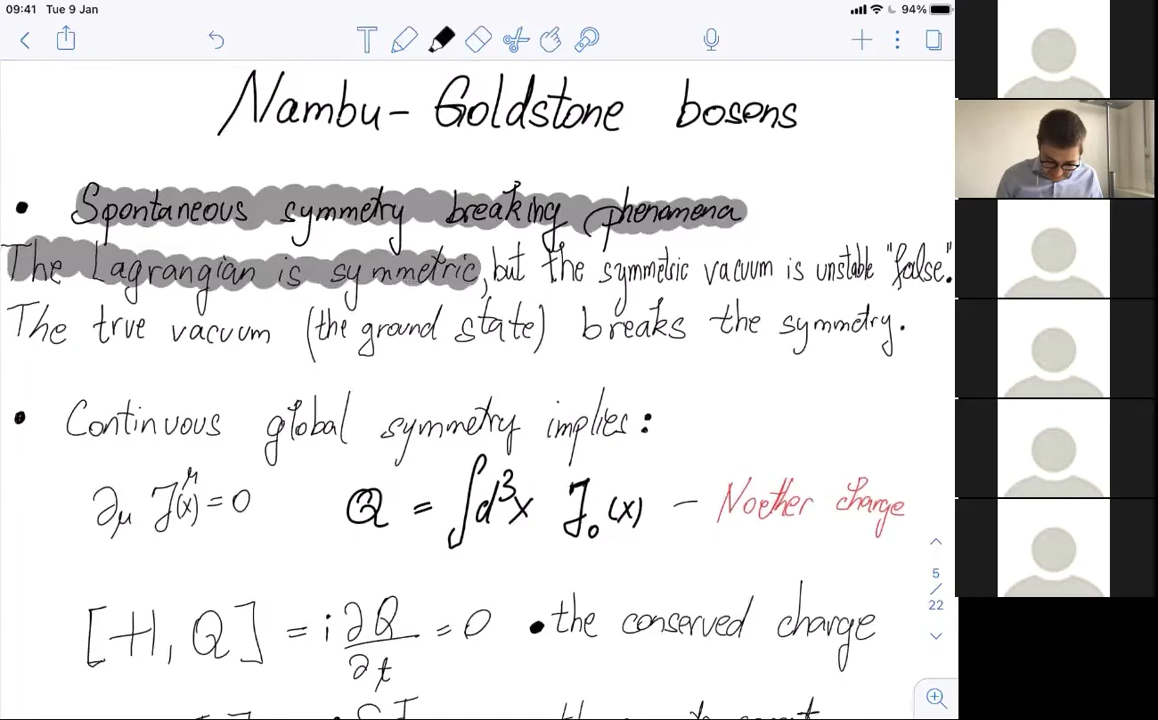 09:41 Tue 9 Jan 94%
Nambu-Goldstone bosons
• Spontaneous symmetry breaking phenomena
The Lagrangian is symmetric, but the symmetric vacuum is unstable "false".
The true vacuum (the ground state) breaks the symmetry.
• Continuous global symmetry implies:
∂μ J^μ(x) = 0 Q = ∫d³x J₀(x) – Noether charge
[H, Q] = i ∂Q/∂t = 0 • the conserved charge
5
/
22